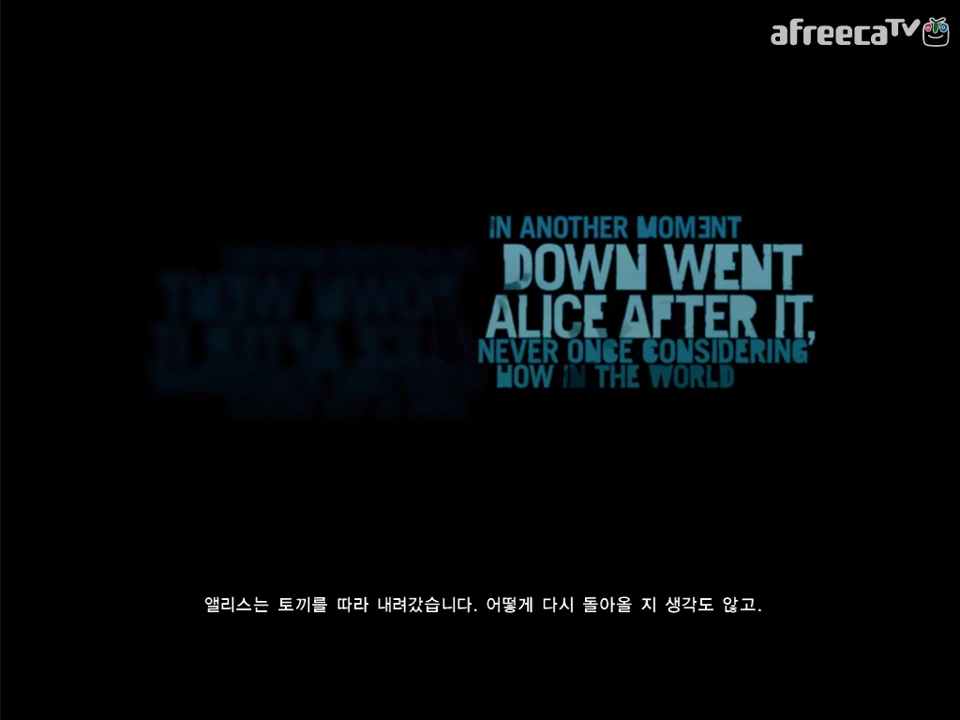 afreecaTV
IN ANOTHER MOMENT
DOWN WENT
ALICE AFTER IT,
NEVER ONCE CONSIDERING
HOW IN THE WORLD
앨리스는 토끼를 따라 내려갔습니다. 어떻게 다시 돌아올 지 생각도 않고.